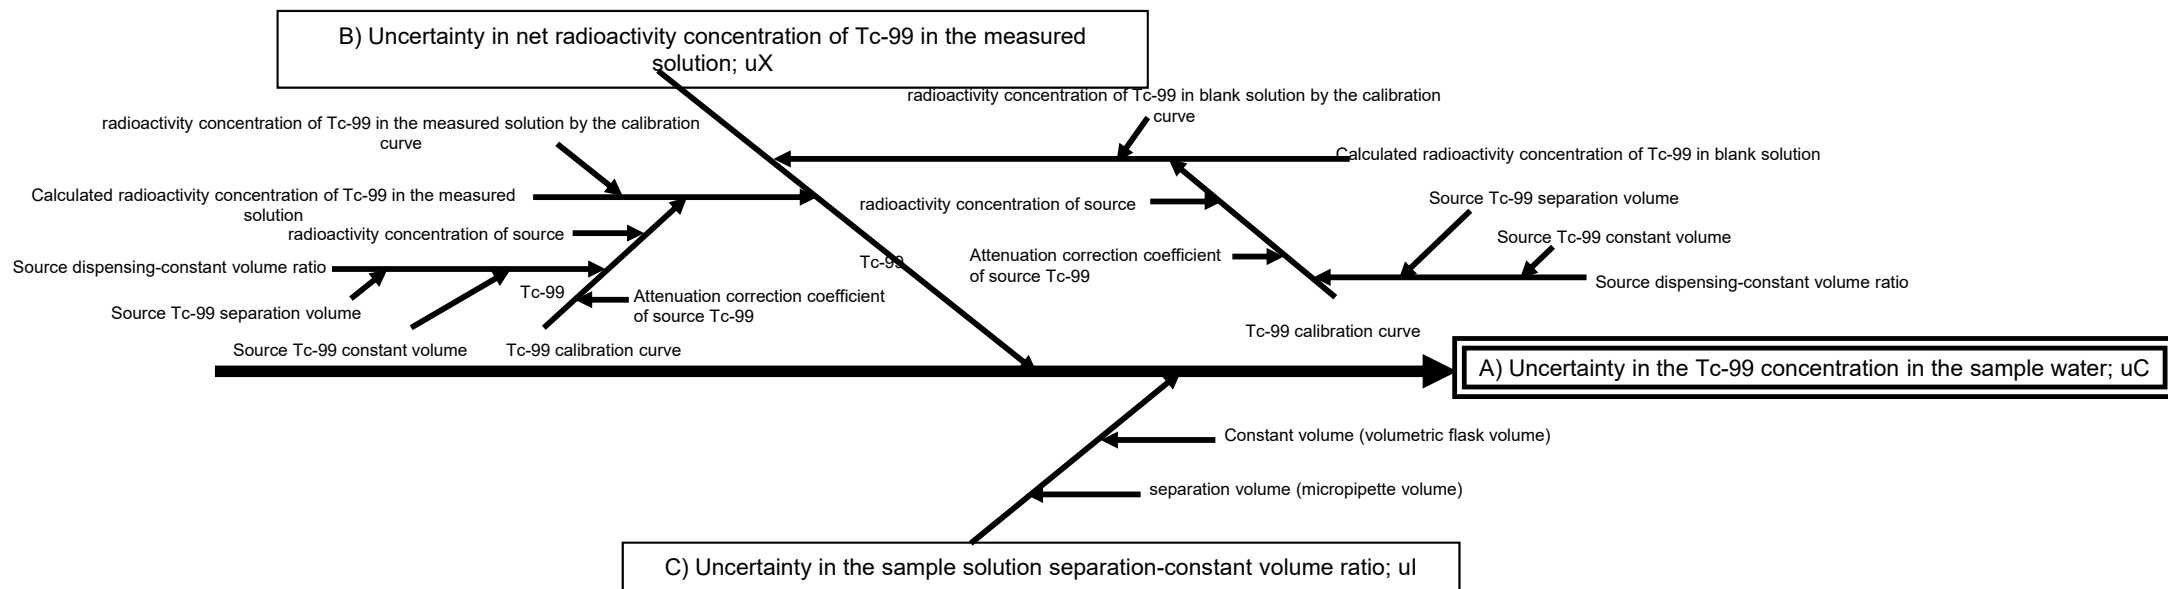 B) Uncertainty in net radioactivity concentration of Tc-99 in the measured
solution; uX
radioactivity concentration of Tc-99 in blank solution by the calibration
curve
radioactivity concentration of Tc-99 in the measured solution by the calibration
curve
Calculated radioactivity concentration of Tc-99 in blank solution
Calculated radioactivity concentration of Tc-99 in the measured
solution
radioactivity concentration of source
Source Tc-99 separation volume
radioactivity concentration of source
Source Tc-99 constant volume
Attenuation correction coefficient
of source Tc-99
Tc-99
Source dispensing-constant volume ratio
Source dispensing-constant volume ratio
Tc-99
Attenuation correction coefficient
of source Tc-99
Source Tc-99 separation volume
Tc-99 calibration curve
Source Tc-99 constant volume
Tc-99 calibration curve
A) Uncertainty in the Tc-99 concentration in the sample water; uC
Constant volume (volumetric flask volume)
separation volume (micropipette volume)
C) Uncertainty in the sample solution separation-constant volume ratio; uI